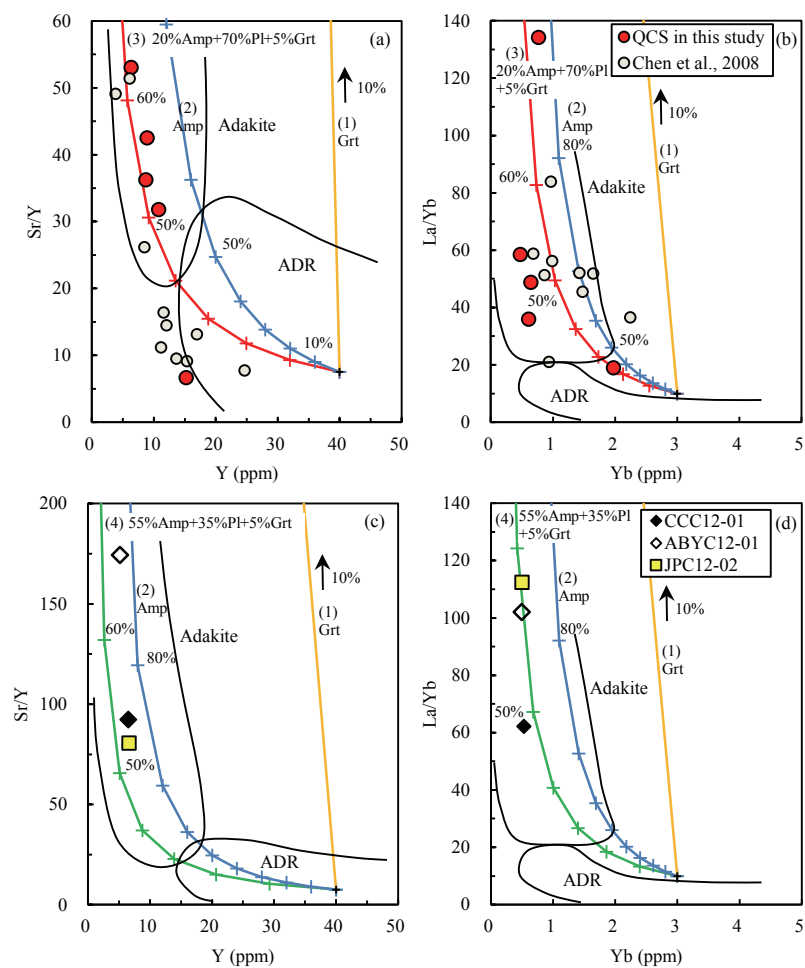 (3) 20%Amp+70%Pl+5%Grt
(a)
60%
(2)
Amp
Adakite
10%
(1)
Grt
50%
50%
ADR
10%
Sr/Y
60
50
40
30
20
10
0
0
10
20
30
40
50
Y (ppm)
(b)
QCS in this study
Chen et al., 2008
(3)
20%Amp+70%Pl
+5%Grt
(2)
Amp
80%
10%
(1)
Grt
60%
Adakite
50%
50%
ADR
La/Yb
140
120
100
80
60
40
20
0
0
1
2
3
4
5
Yb (ppm)
(4) 55%Amp+35%Pl+5%Grt
(c)
(2)
Amp
10%
60%
80%
Adakite
(1)
Grt
50%
ADR
Sr/Y
200
150
100
50
0
0
10
20
30
40
50
Y (ppm)
(4) 55%Amp+35%Pl
+5%Grt
(d)
CCC12-01
ABYC12-01
JPC12-02
(2)
Amp
80%
10%
(1)
Grt
Adakite
50%
ADR
La/Yb
140
120
100
80
60
40
20
0
0
1
2
3
4
5
Yb (ppm)